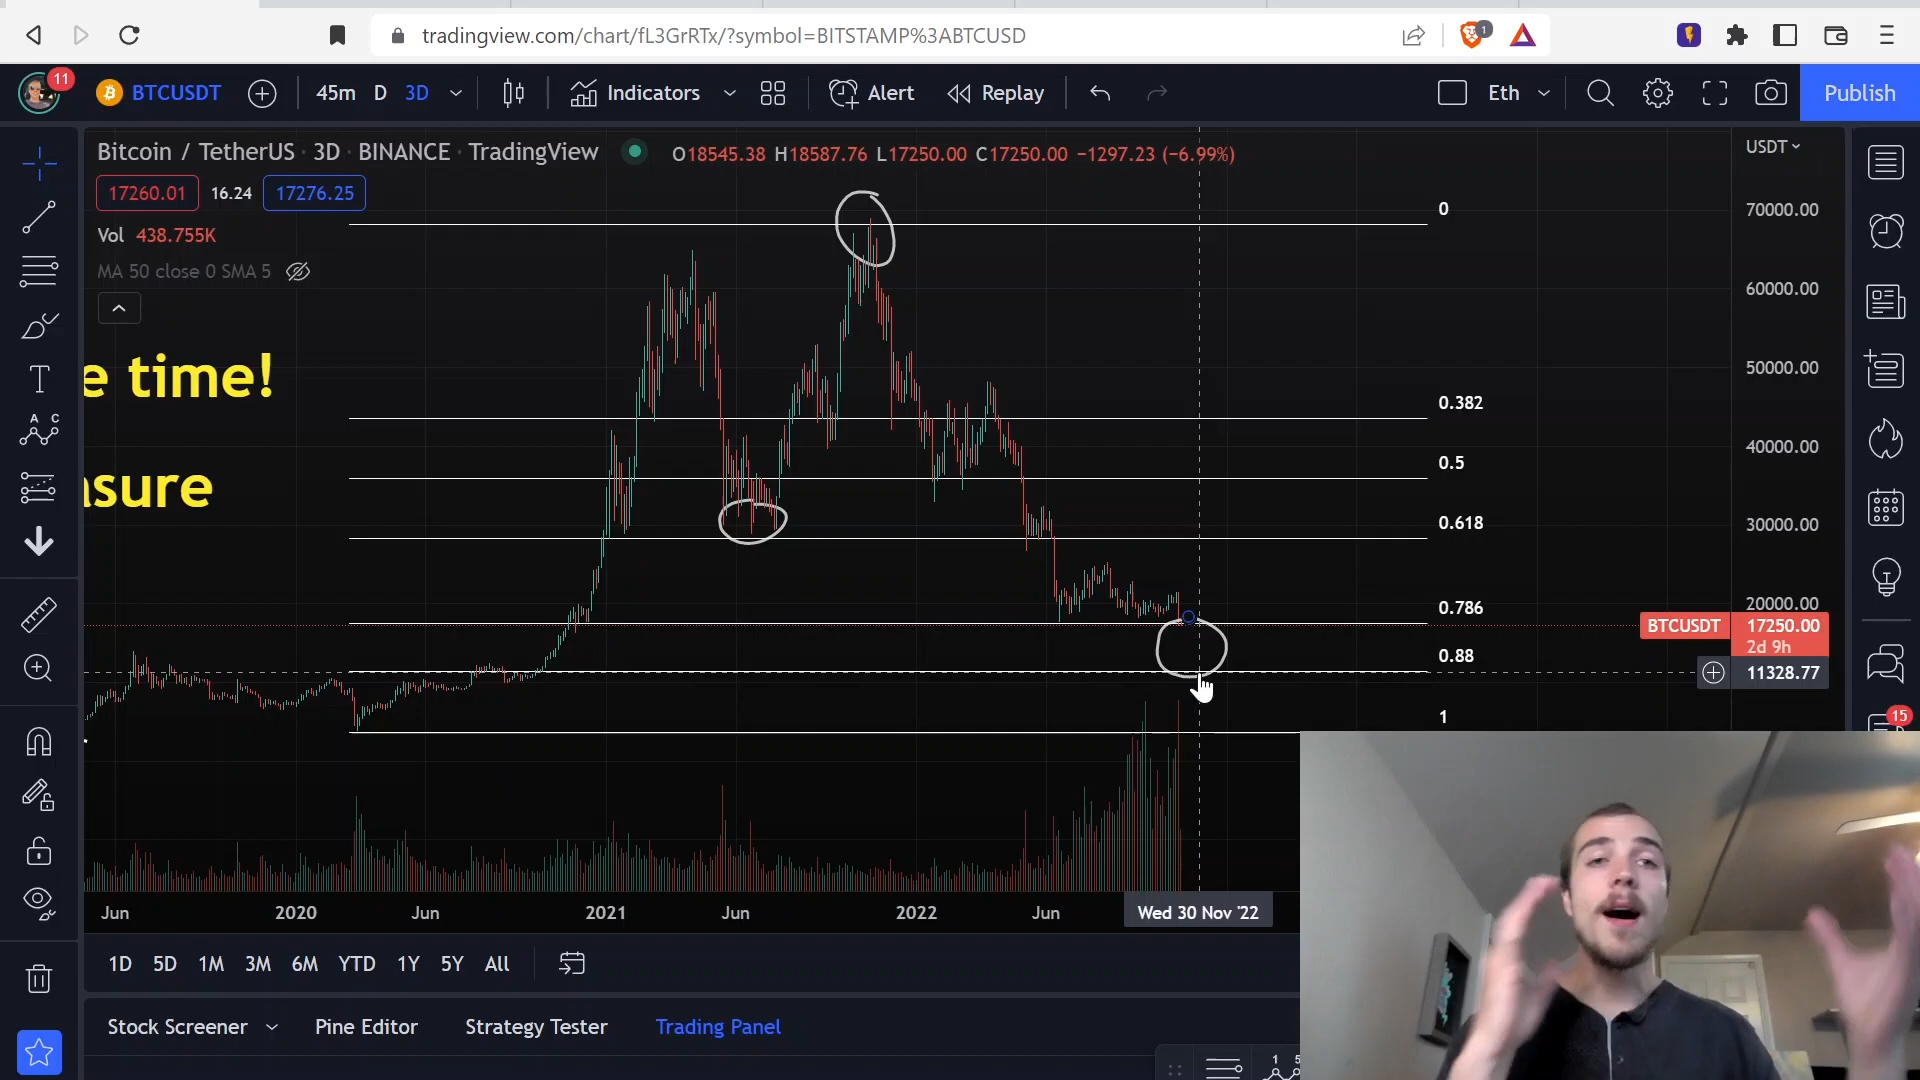 tradingview.com/chart/fL3GrRTx/?symbol=BITSTAMP%3ABTCUSD
1
11
BTCUSDT
45m D 3D
Indicators
Alert
Replay
Eth
Publish
Bitcoin / TetherUS · 3D · BINANCE · TradingView
O18545.38 H18587.76 L17250.00 C17250.00 −1297.23 (−6.99%)
USDT
17260.01 16.24 17276.25
Vol 438.755K
MA 50 close 0 SMA 5
e time!
sure
0
0.382
0.5
0.618
0.786
0.88
1
70000.00
60000.00
50000.00
40000.00
30000.00
20000.00
BTCUSDT 17250.00
2d 9h
11328.77
15
A C
B
Jun 2020 Jun 2021 Jun 2022 Jun Wed 30 Nov '22
1D 5D 1M 3M 6M YTD 1Y 5Y All
Stock Screener Pine Editor Strategy Tester Trading Panel
1 5